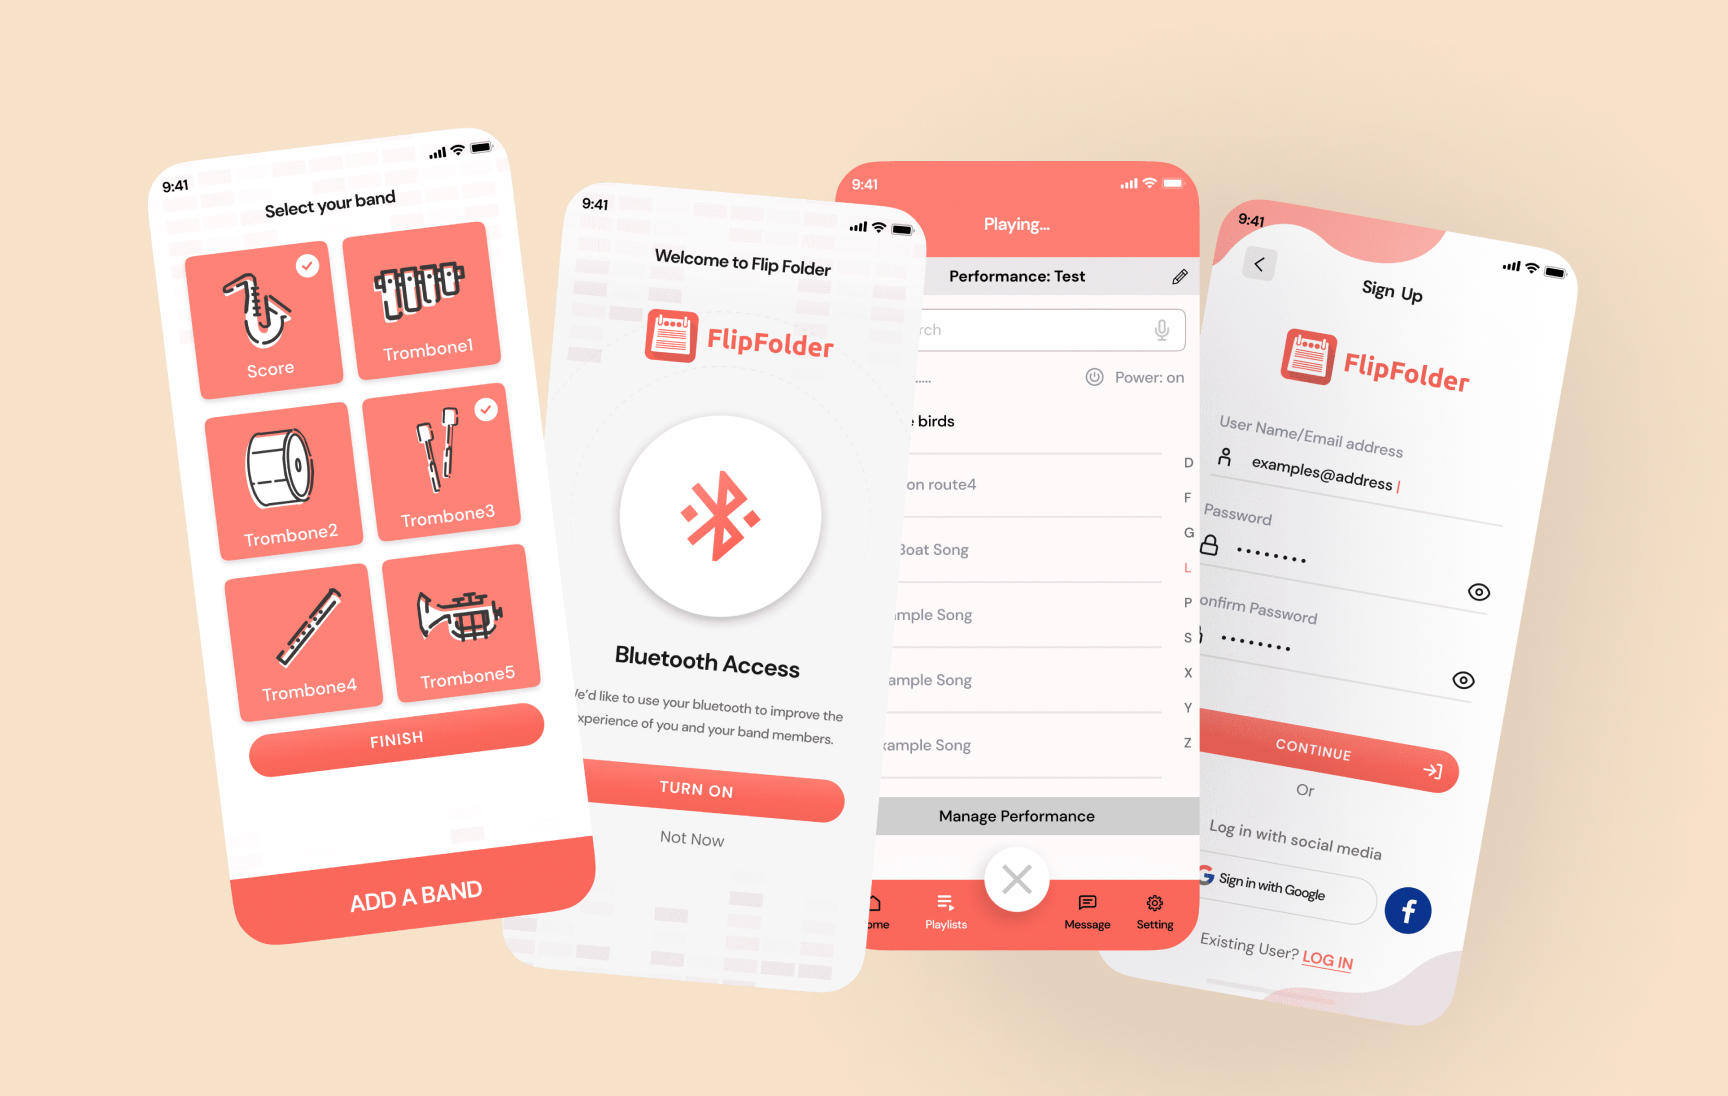 9:41
Select your band
Score
Trombone1
Trombone2
Trombone3
Trombone4
Trombone5
FINISH
ADD A BAND
9:41
Welcome to Flip Folder
FlipFolder
Bluetooth Access
We'd like to use your bluetooth to improve the
experience of you and your band members.
TURN ON
Not Now
9:41
Playing...
Performance: Test
rch
..... Power: on
birds
on route4
Boat Song
mple Song
ample Song
xample Song
D
F
G
L
P
S
X
Y
Z
Manage Performance
ome
Playlists
Message
Setting
9:41
Sign Up
FlipFolder
User Name/Email address
examples@address
Password
onfirm Password
CONTINUE
Or
Log in with social media
Sign in with Google
f
Existing User? LOG IN